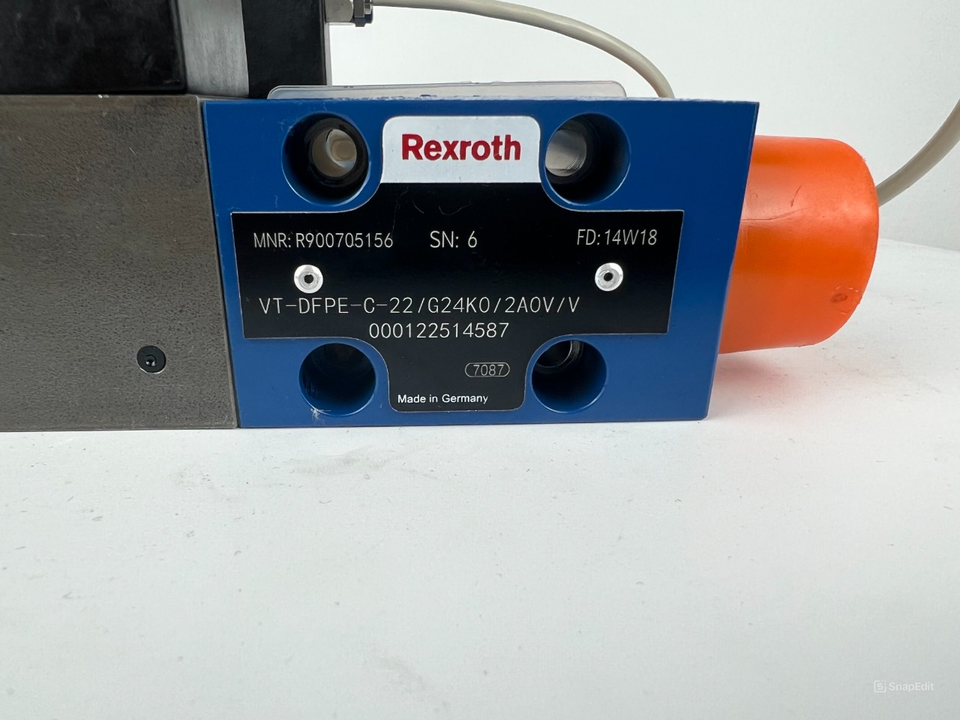 Rexroth
MNR: R900705156 SN: 6 FD: 14W18
VT-DFPE-C-22/G24K0/2A0V/V
000122514587
7087
Made in Germany
SnapEdit